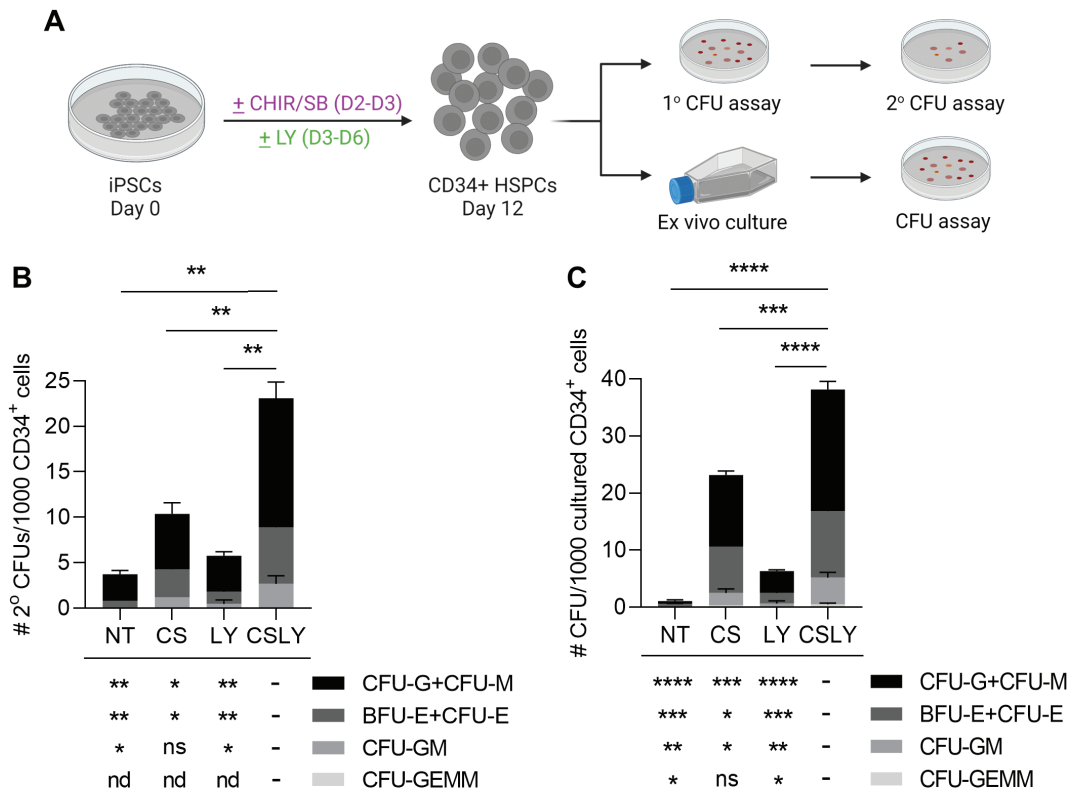 A
± CHIR/SB (D2-D3)
± LY (D3-D6)
iPSCs
Day 0
CD34+ HSPCs
Day 12
1° CFU assay
2° CFU assay
Ex vivo culture
CFU assay
B
**
**
**
# 2° CFUs/1000 CD34⁺ cells
25
20
15
10
5
0
NT CS LY CSLY
** * ** - CFU-G+CFU-M
** * ** - BFU-E+CFU-E
* ns * - CFU-GM
nd nd nd - CFU-GEMM
C
****
***
****
# CFU/1000 cultured CD34⁺ cells
40
30
20
10
0
NT CS LY CSLY
**** *** **** - CFU-G+CFU-M
*** * *** - BFU-E+CFU-E
** * ** - CFU-GM
* ns * - CFU-GEMM